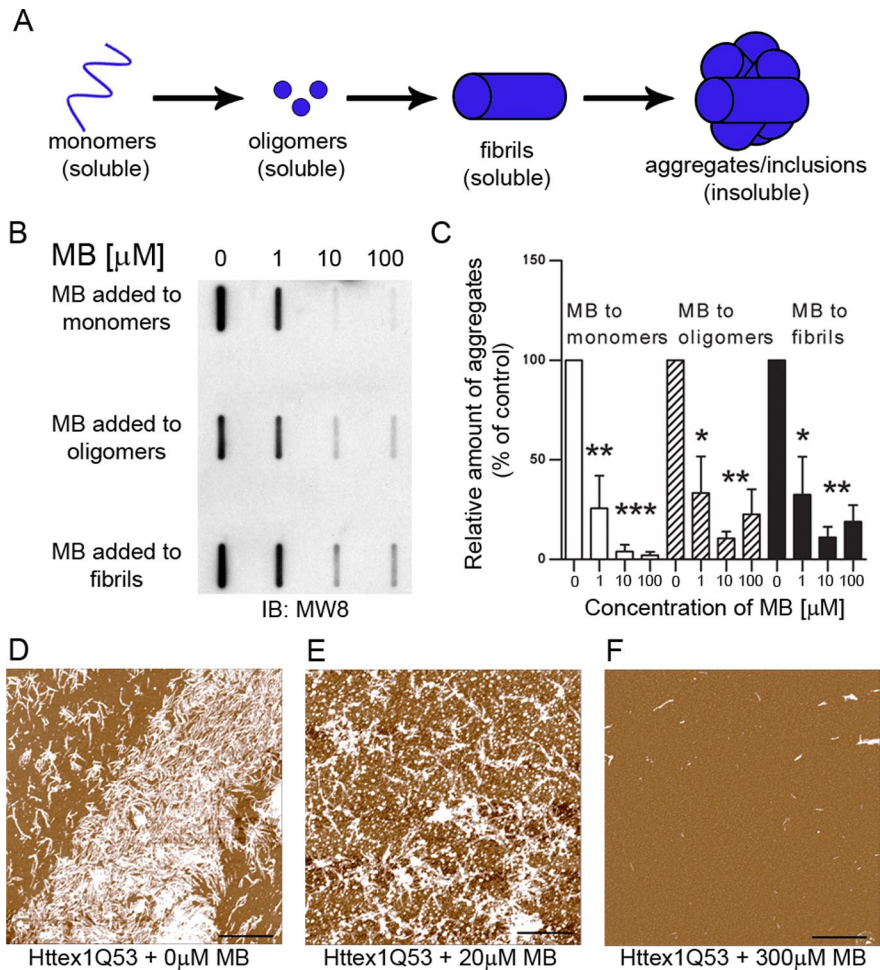 A
monomers
(soluble)
oligomers
(soluble)
fibrils
(soluble)
aggregates/inclusions
(insoluble)
B
MB [μM] 0 1 10 100
MB added to
monomers
MB added to
oligomers
MB added to
fibrils
IB: MW8
C
Relative amount of aggregates
(% of control)
150
100
50
0
MB to
monomers
MB to
oligomers
MB to
fibrils
** *** * ** * **
0 1 10 100 0 1 10 100 0 1 10 100
Concentration of MB [μM]
D
Httex1Q53 + 0μM MB
E
Httex1Q53 + 20μM MB
F
Httex1Q53 + 300μM MB